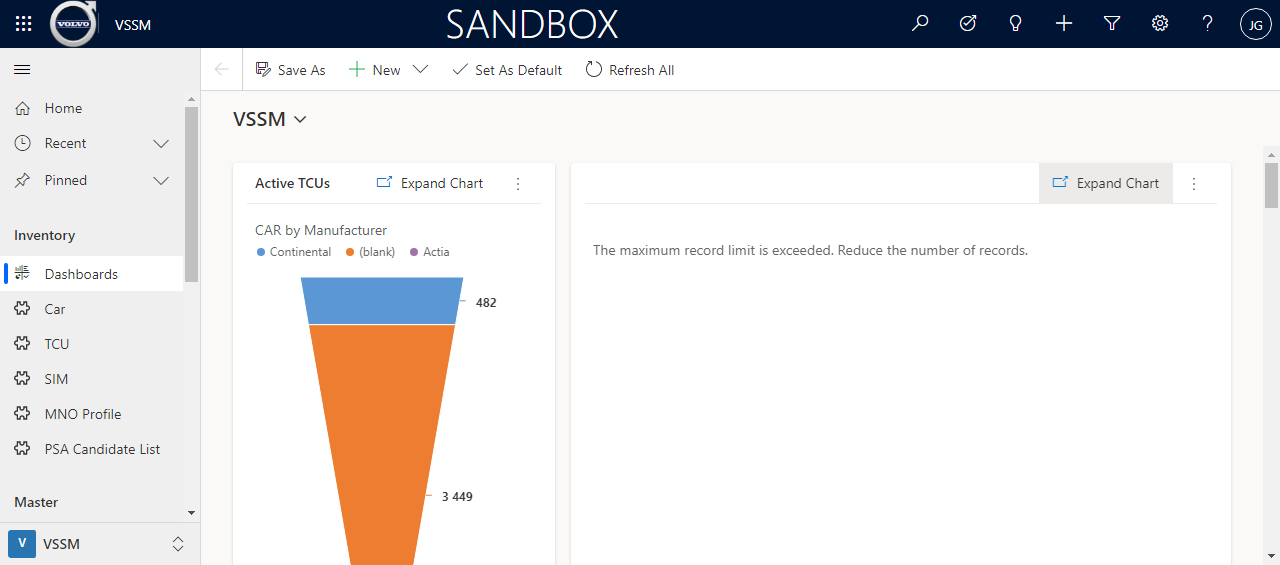 VOLVO
VSSM
SANDBOX
JG
Save As
New
Set As Default
Refresh All
Home
Recent
Pinned
Inventory
Dashboards
Car
TCU
SIM
MNO Profile
PSA Candidate List
Master
V VSSM
VSSM
Active TCUs
Expand Chart
CAR by Manufacturer
Continental (blank) Actia
482
3 449
Expand Chart
The maximum record limit is exceeded. Reduce the number of records.